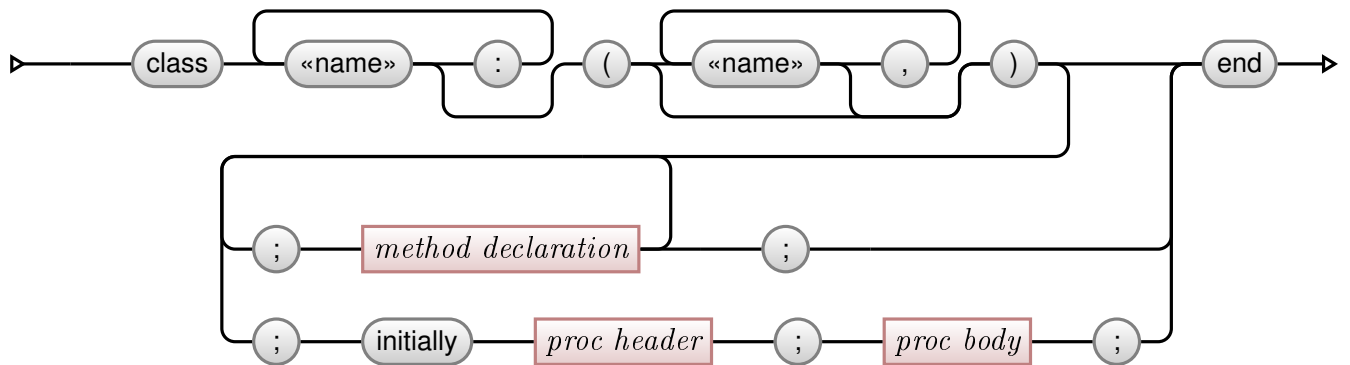 class «name» : ( «name» , ) end
; method declaration ;
; initially proc header ; proc body ;